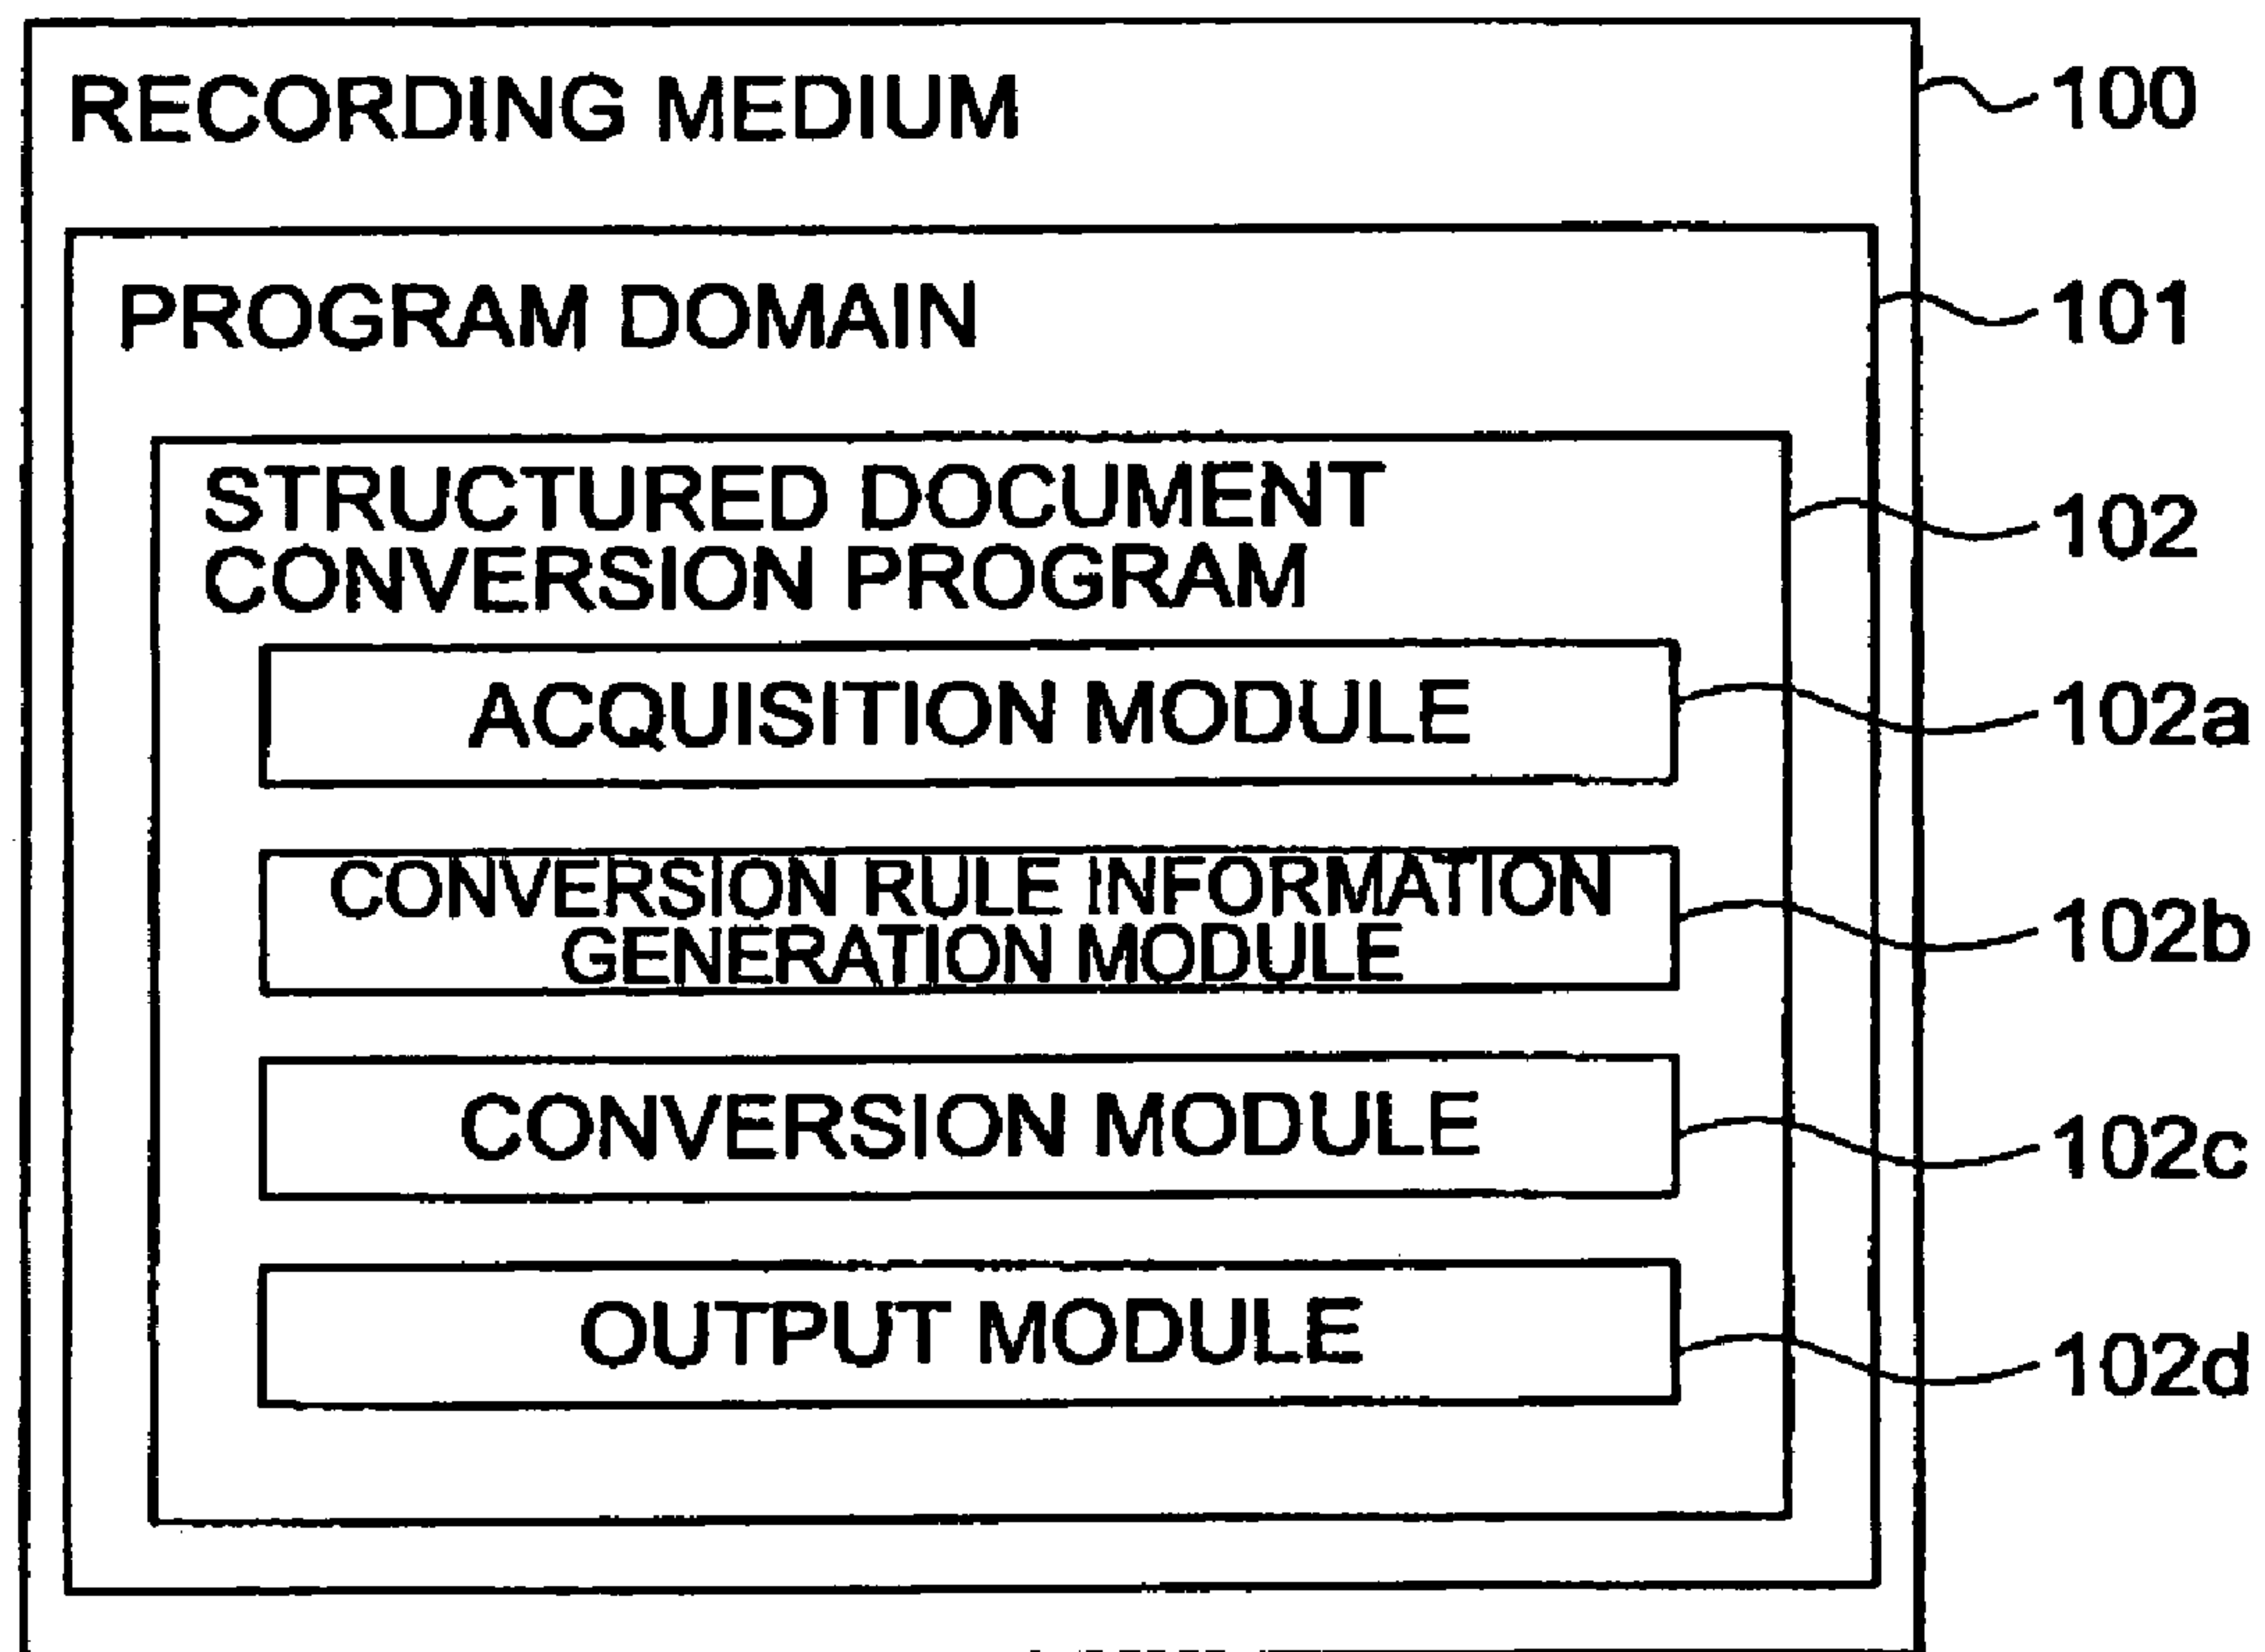 RECORDING MEDIUM
100
PROGRAM DOMAIN
101
STRUCTURED DOCUMENT
CONVERSION PROGRAM
102
ACQUISITION MODULE
102a
CONVERSION RULE INFORMATION
GENERATION MODULE
102b
CONVERSION MODULE
102c
OUTPUT MODULE
102d